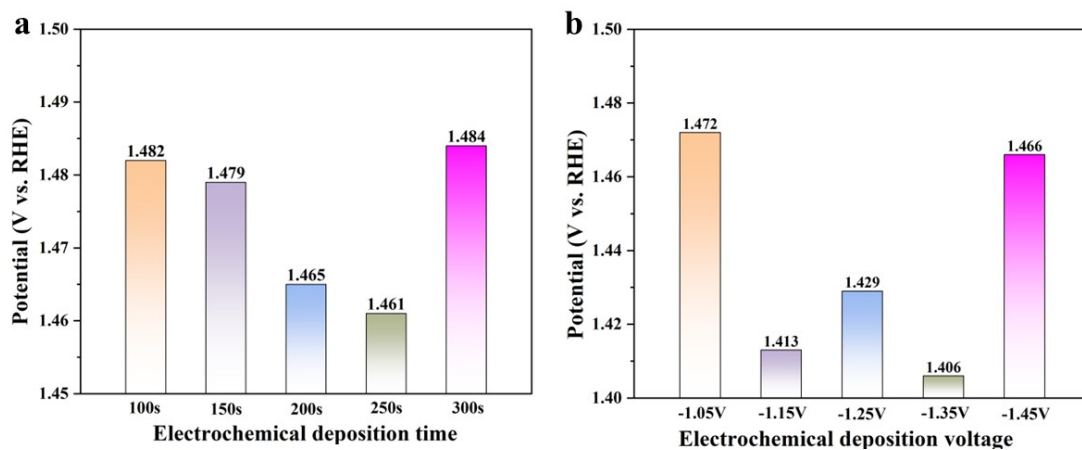 a
Potential (V vs. RHE)
1.50
1.49
1.48
1.47
1.46
1.45
1.482
1.479
1.465
1.461
1.484
100s
150s
200s
250s
300s
Electrochemical deposition time
b
Potential (V vs. RHE)
1.50
1.48
1.46
1.44
1.42
1.40
1.472
1.413
1.429
1.406
1.466
-1.05V
-1.15V
-1.25V
-1.35V
-1.45V
Electrochemical deposition voltage